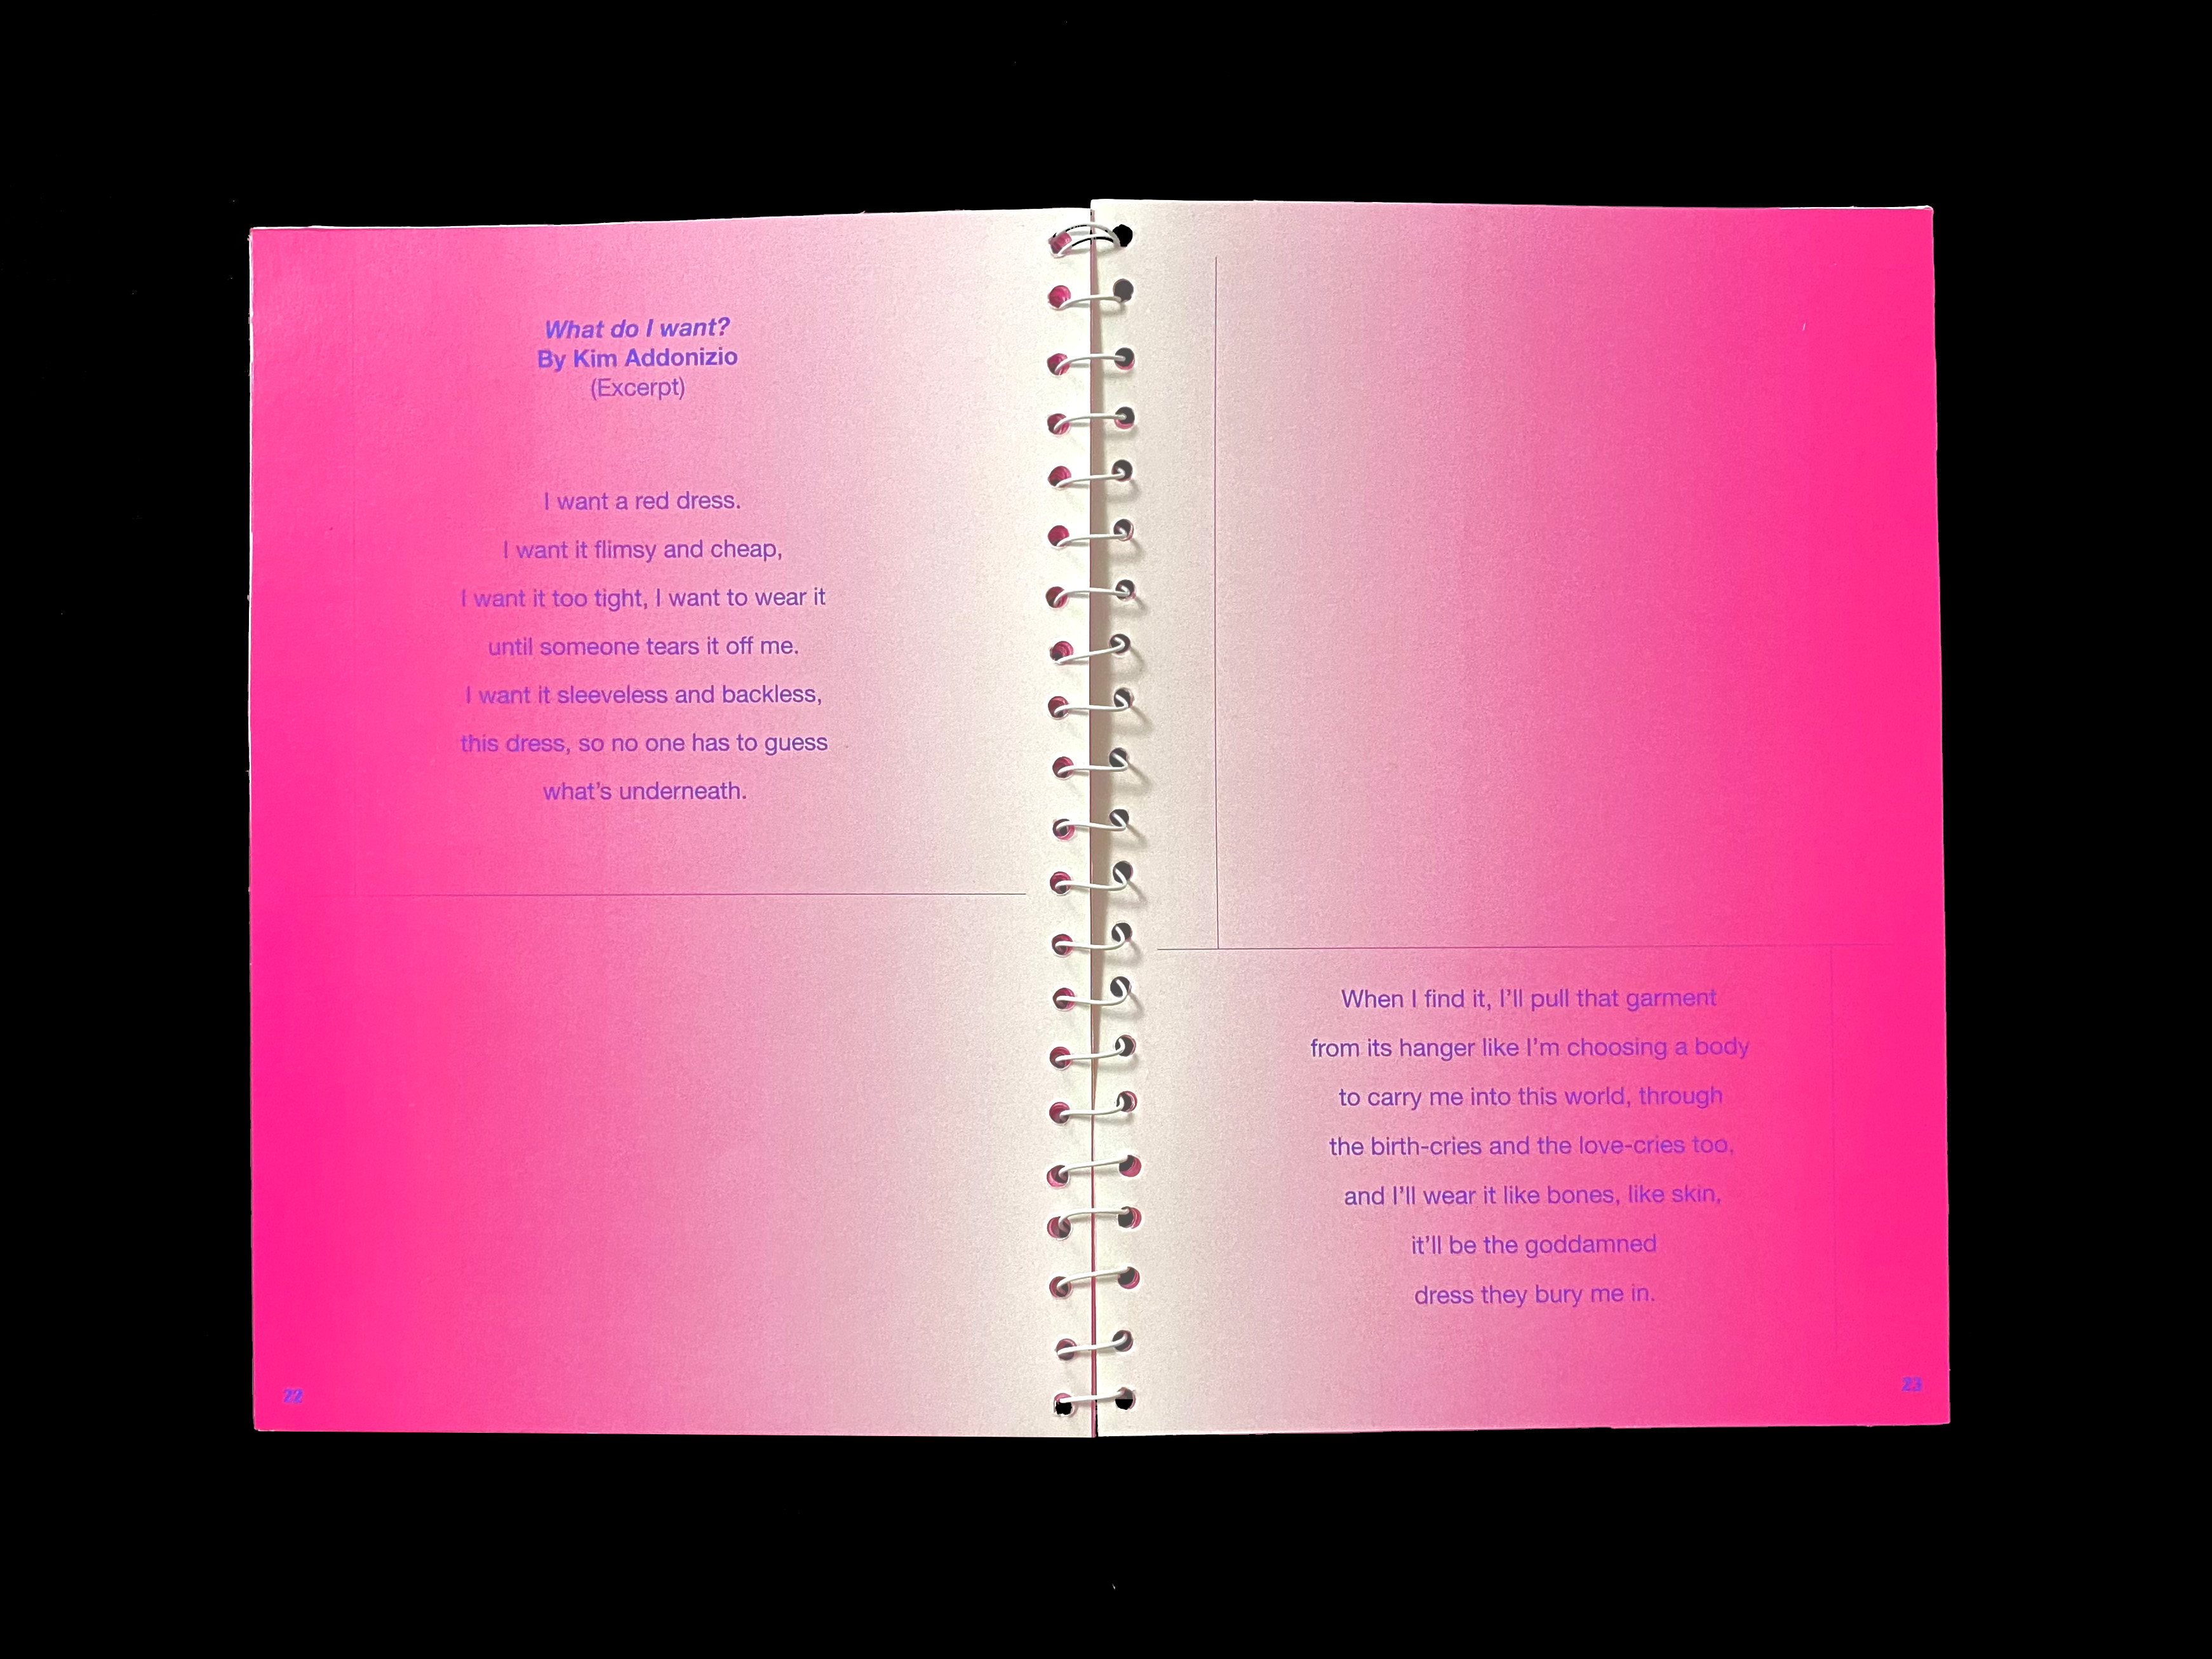 What do I want?
By Kim Addonizio
(Excerpt)
I want a red dress.
I want it flimsy and cheap,
I want it too tight, I want to wear it
until someone tears it off me.
I want it sleeveless and backless,
this dress, so no one has to guess
what’s underneath.
22
When I find it, I’ll pull that garment
from its hanger like I’m choosing a body
to carry me into this world, through
the birth-cries and the love-cries too,
and I’ll wear it like bones, like skin,
it’ll be the goddamned
dress they bury me in.
23